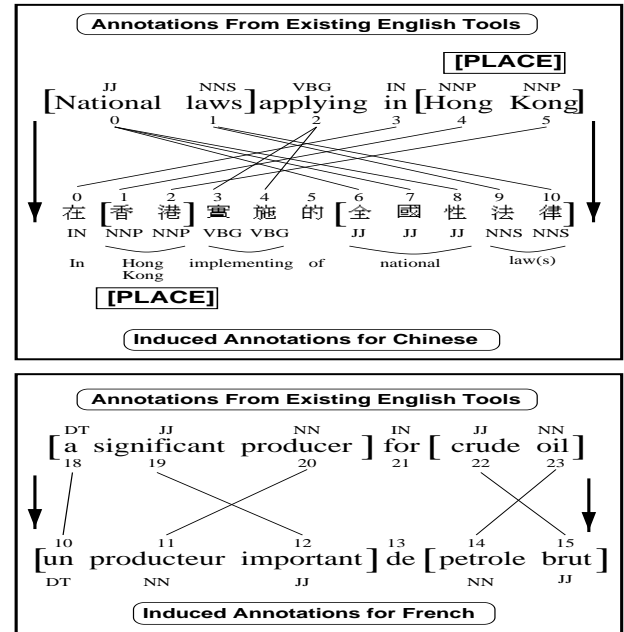 Annotations From Existing English Tools
[PLACE]
JJ NNS VBG IN NNP NNP
[National laws] applying in [Hong Kong]
0 1 2 3 4 5
0 1 2 3 4 5 6 7 8 9 10
在 [香 港] 實 施 的 [全 國 性 法 律]
IN NNP NNP VBG VBG JJ JJ JJ NNS NNS
In Hong implementing of national law(s)
Kong
[PLACE]
Induced Annotations for Chinese
Annotations From Existing English Tools
DT JJ NN IN JJ NN
[a significant producer ] for [ crude oil]
18 19 20 21 22 23
10 11 12 13 14 15
[un producteur important] de [petrole brut]
DT NN JJ NN JJ
Induced Annotations for French